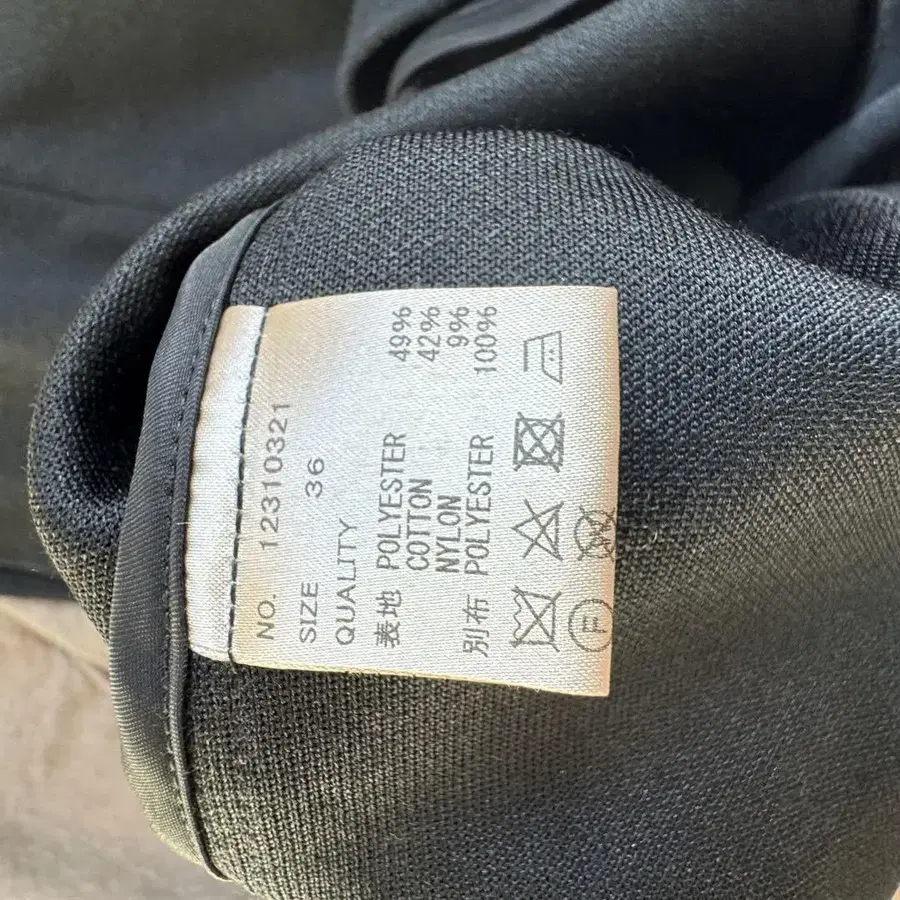 NO. 12310321
SIZE 36
QUALITY
表地 POLYESTER 49%
COTTON 42%
NYLON 9%
別布 POLYESTER 100%
F